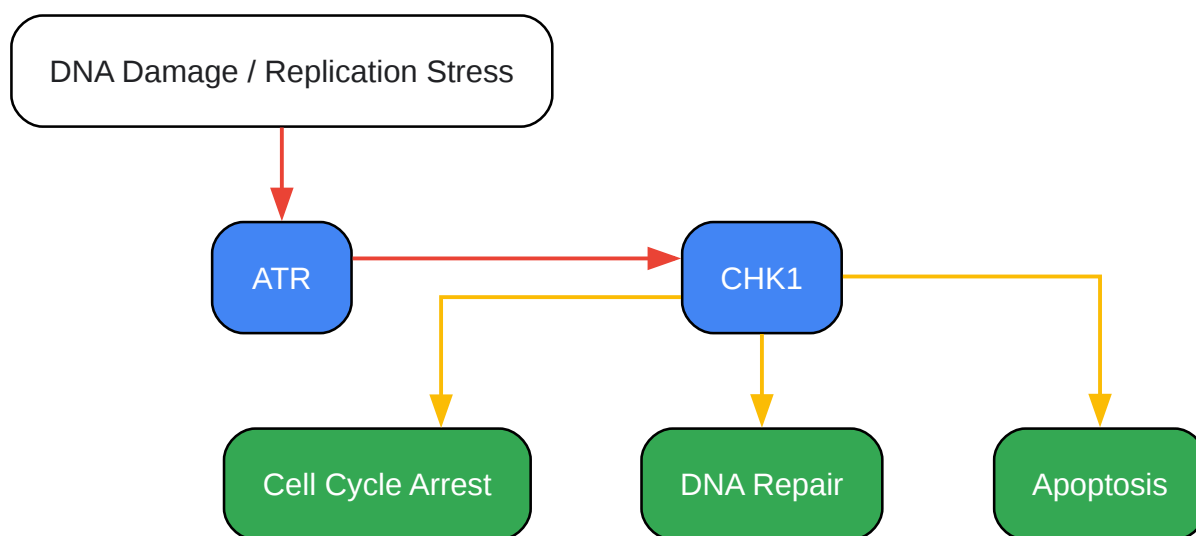 DNA Damage / Replication Stress
ATR
CHK1
Cell Cycle Arrest
DNA Repair
Apoptosis